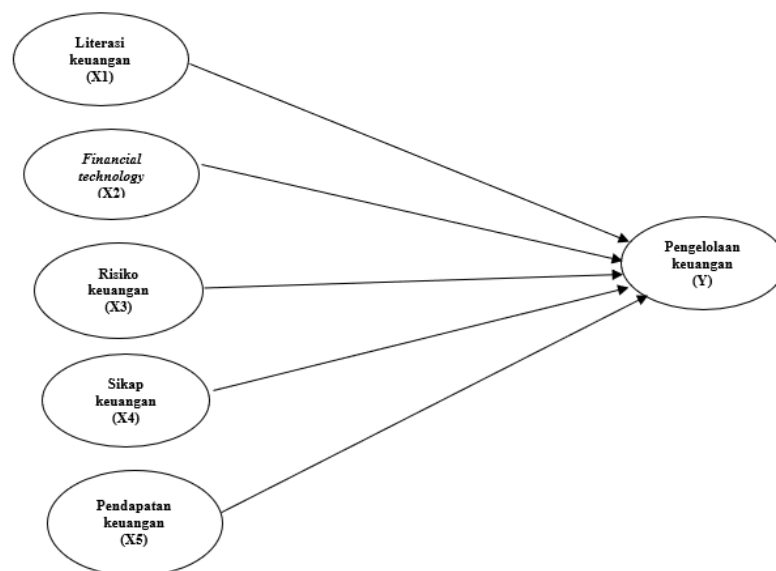 Literasi
keuangan
(X1)
Financial
technology
(X2)
Risiko
keuangan
(X3)
Sikap
keuangan
(X4)
Pendapatan
keuangan
(X5)
Pengelolaan
keuangan
(Y)